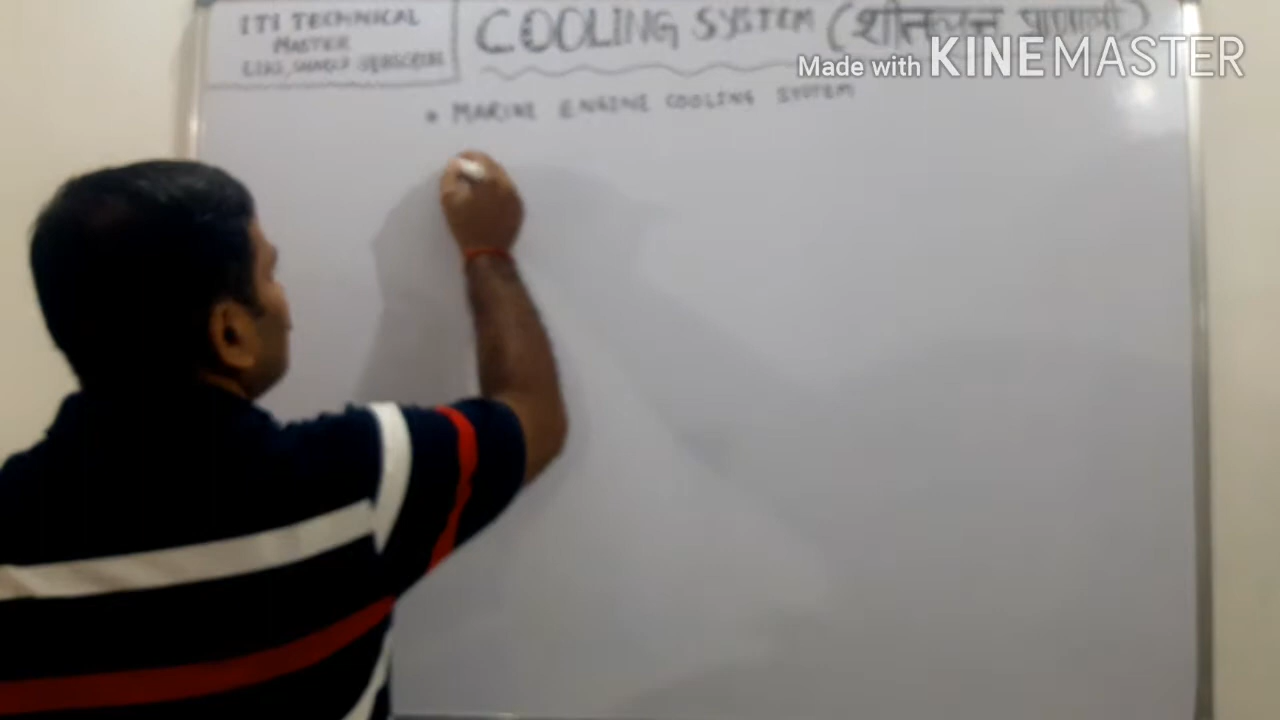 ITI TECHNICAL
MASTER
LIKE, SHARE SUBSCRIBE
COOLING SYSTEM (शीतलन प्रणाली)
Made with KINEMASTER
• MARINE ENGINE COOLING SYSTEM